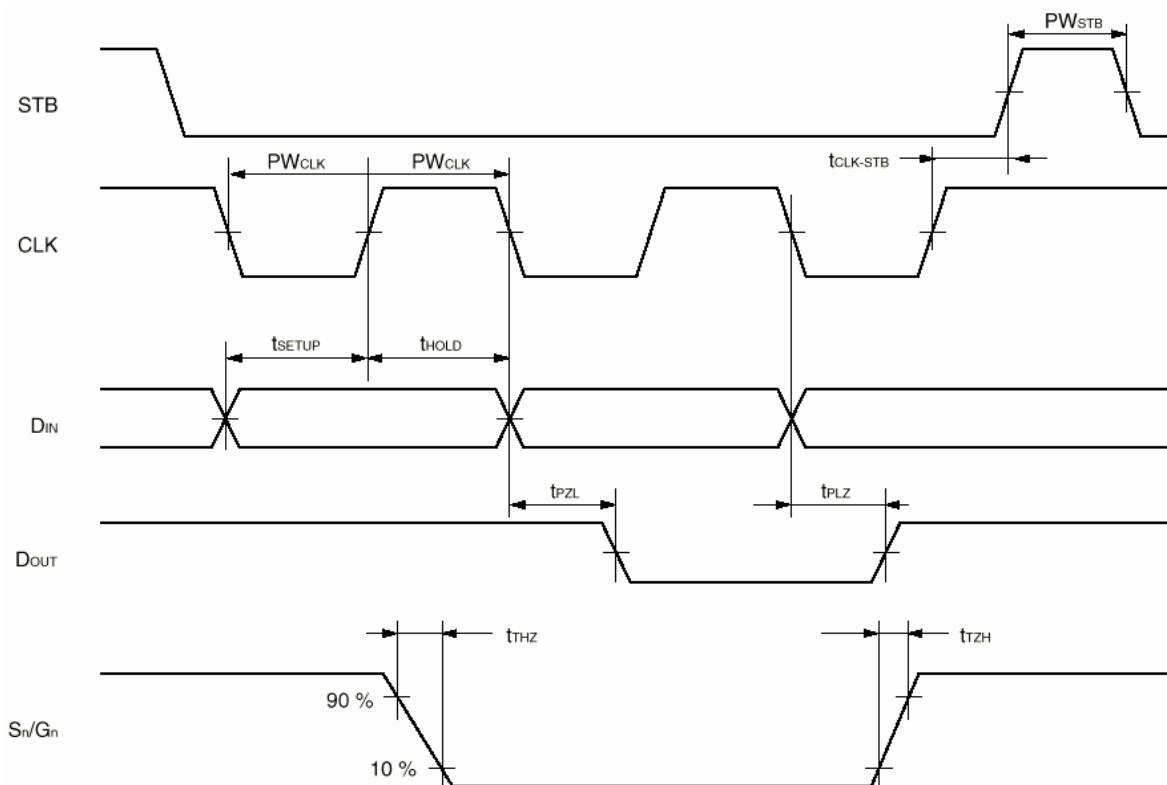 PWSTB
STB
tCLK-STB
PWCLK PWCLK
CLK
tSETUP tHOLD
DIN
tPZL tPLZ
DOUT
tTHZ tTZH
90 %
Sn/Gn
10 %